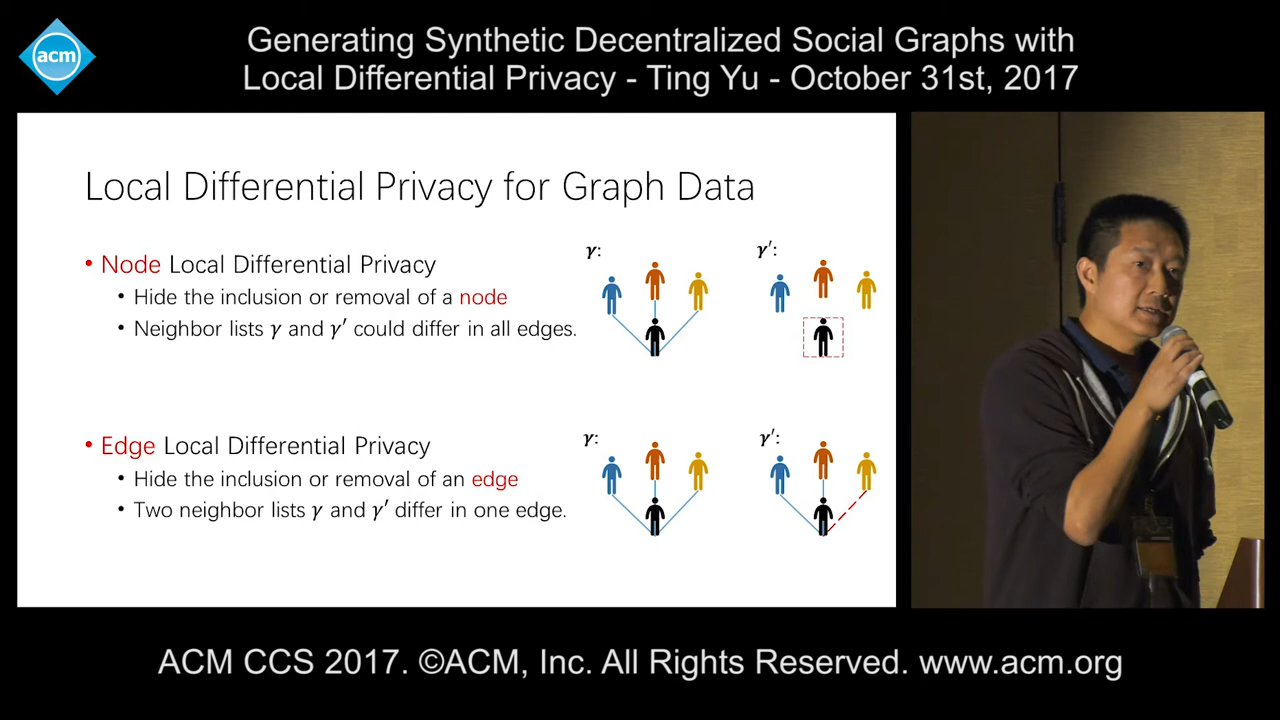 acm
Generating Synthetic Decentralized Social Graphs with
Local Differential Privacy - Ting Yu - October 31st, 2017
Local Differential Privacy for Graph Data
• Node Local Differential Privacy
• Hide the inclusion or removal of a node
• Neighbor lists γ and γ′ could differ in all edges.
γ:
γ′:
• Edge Local Differential Privacy
• Hide the inclusion or removal of an edge
• Two neighbor lists γ and γ′ differ in one edge.
γ:
γ′:
ACM CCS 2017. ©ACM, Inc. All Rights Reserved. www.acm.org